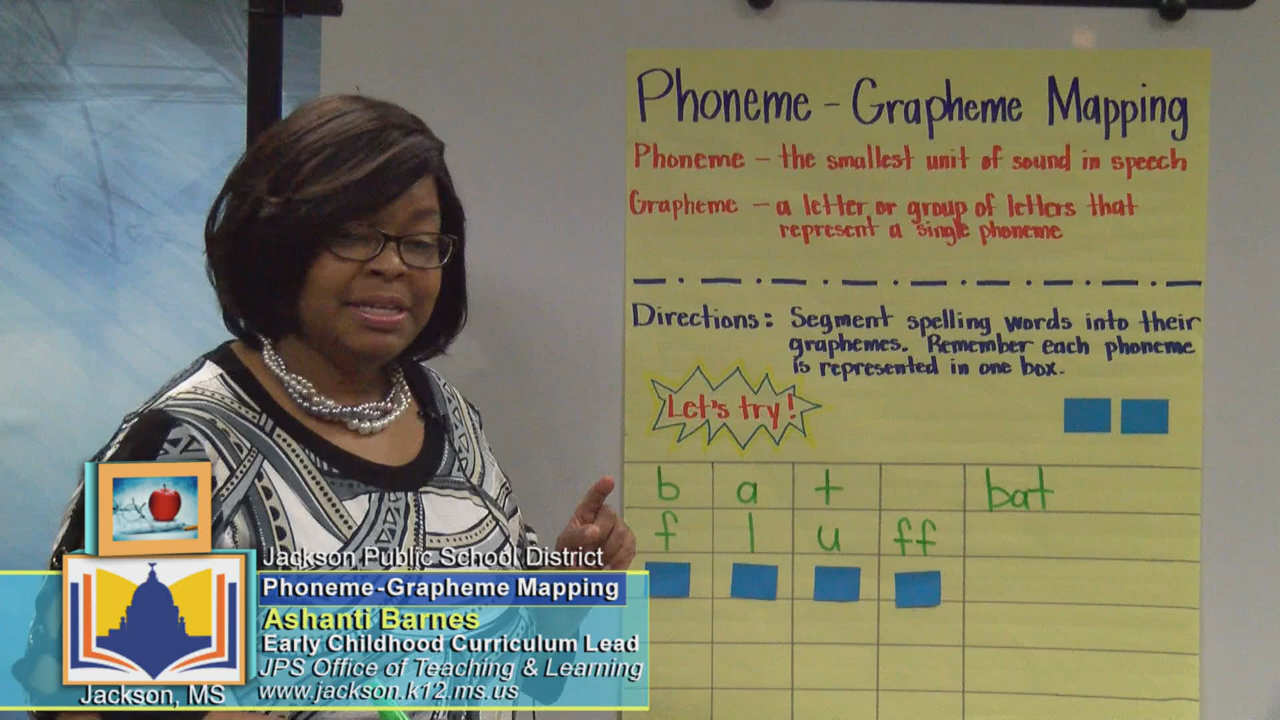 Phoneme - Grapheme Mapping
Phoneme - the smallest unit of sound in speech
Grapheme - a letter or group of letters that
represent a single phoneme
Directions: Segment spelling words into their
graphemes. Remember each phoneme
is represented in one box.
Let's try!
b a t bat
f l u ff
Jackson Public School District
Phoneme-Grapheme Mapping
Ashanti Barnes
Early Childhood Curriculum Lead
JPS Office of Teaching & Learning
www.jackson.k12.ms.us
Jackson, MS